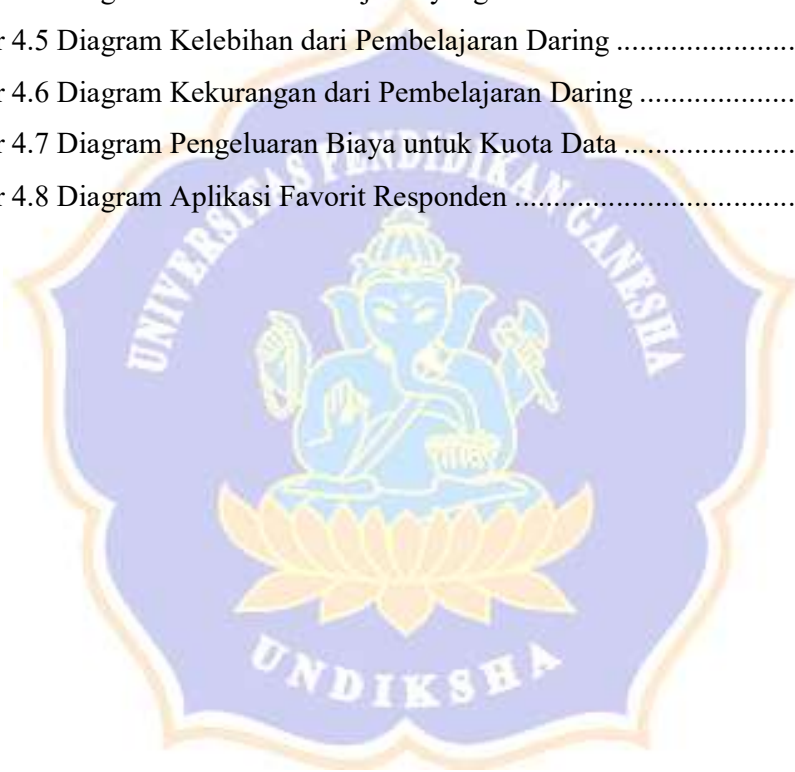 r 4.5 Diagram Kelebihan dari Pembelajaran Daring .......................
r 4.6 Diagram Kekurangan dari Pembelajaran Daring ....................
r 4.7 Diagram Pengeluaran Biaya untuk Kuota Data ......................
r 4.8 Diagram Aplikasi Favorit Responden ....................................
UNIVERSITAS PENDIDIKAN GANESHA
UNDIKSHA